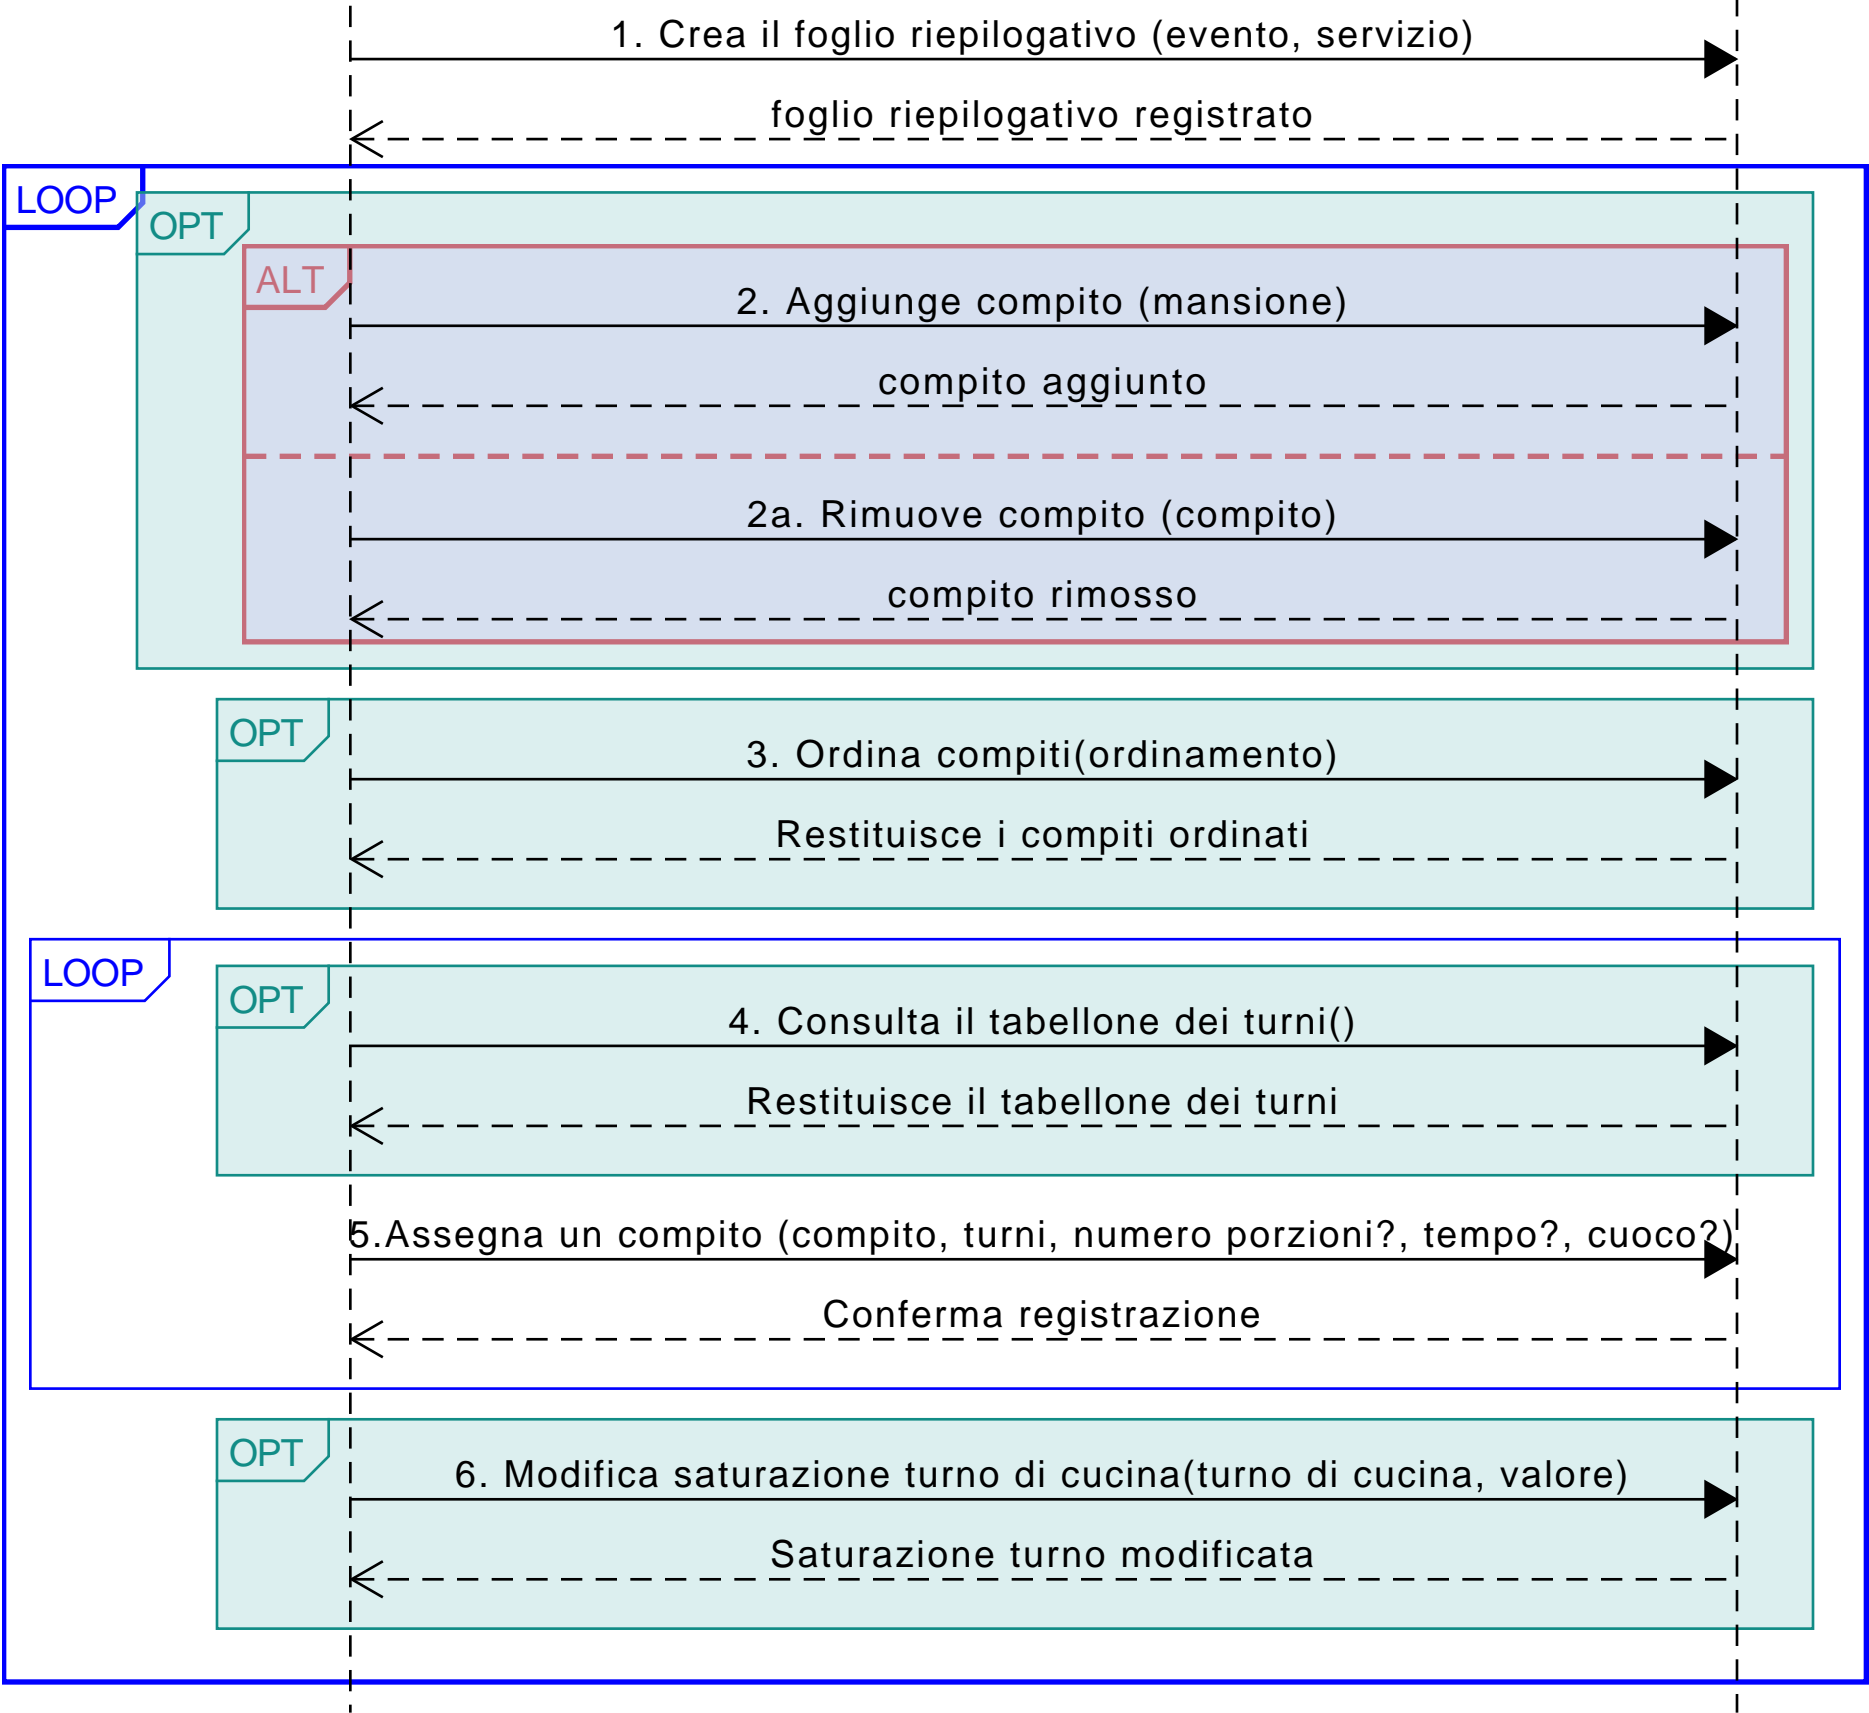 1. Crea il foglio riepilogativo (evento, servizio)
foglio riepilogativo registrato
LOOP
OPT
ALT
2. Aggiunge compito (mansione)
compito aggiunto
2a. Rimuove compito (compito)
compito rimosso
OPT
3. Ordina compiti(ordinamento)
Restituisce i compiti ordinati
LOOP
OPT
4. Consulta il tabellone dei turni()
Restituisce il tabellone dei turni
5.Assegna un compito (compito, turni, numero porzioni?, tempo?, cuoco?)
Conferma registrazione
OPT
6. Modifica saturazione turno di cucina(turno di cucina, valore)
Saturazione turno modificata